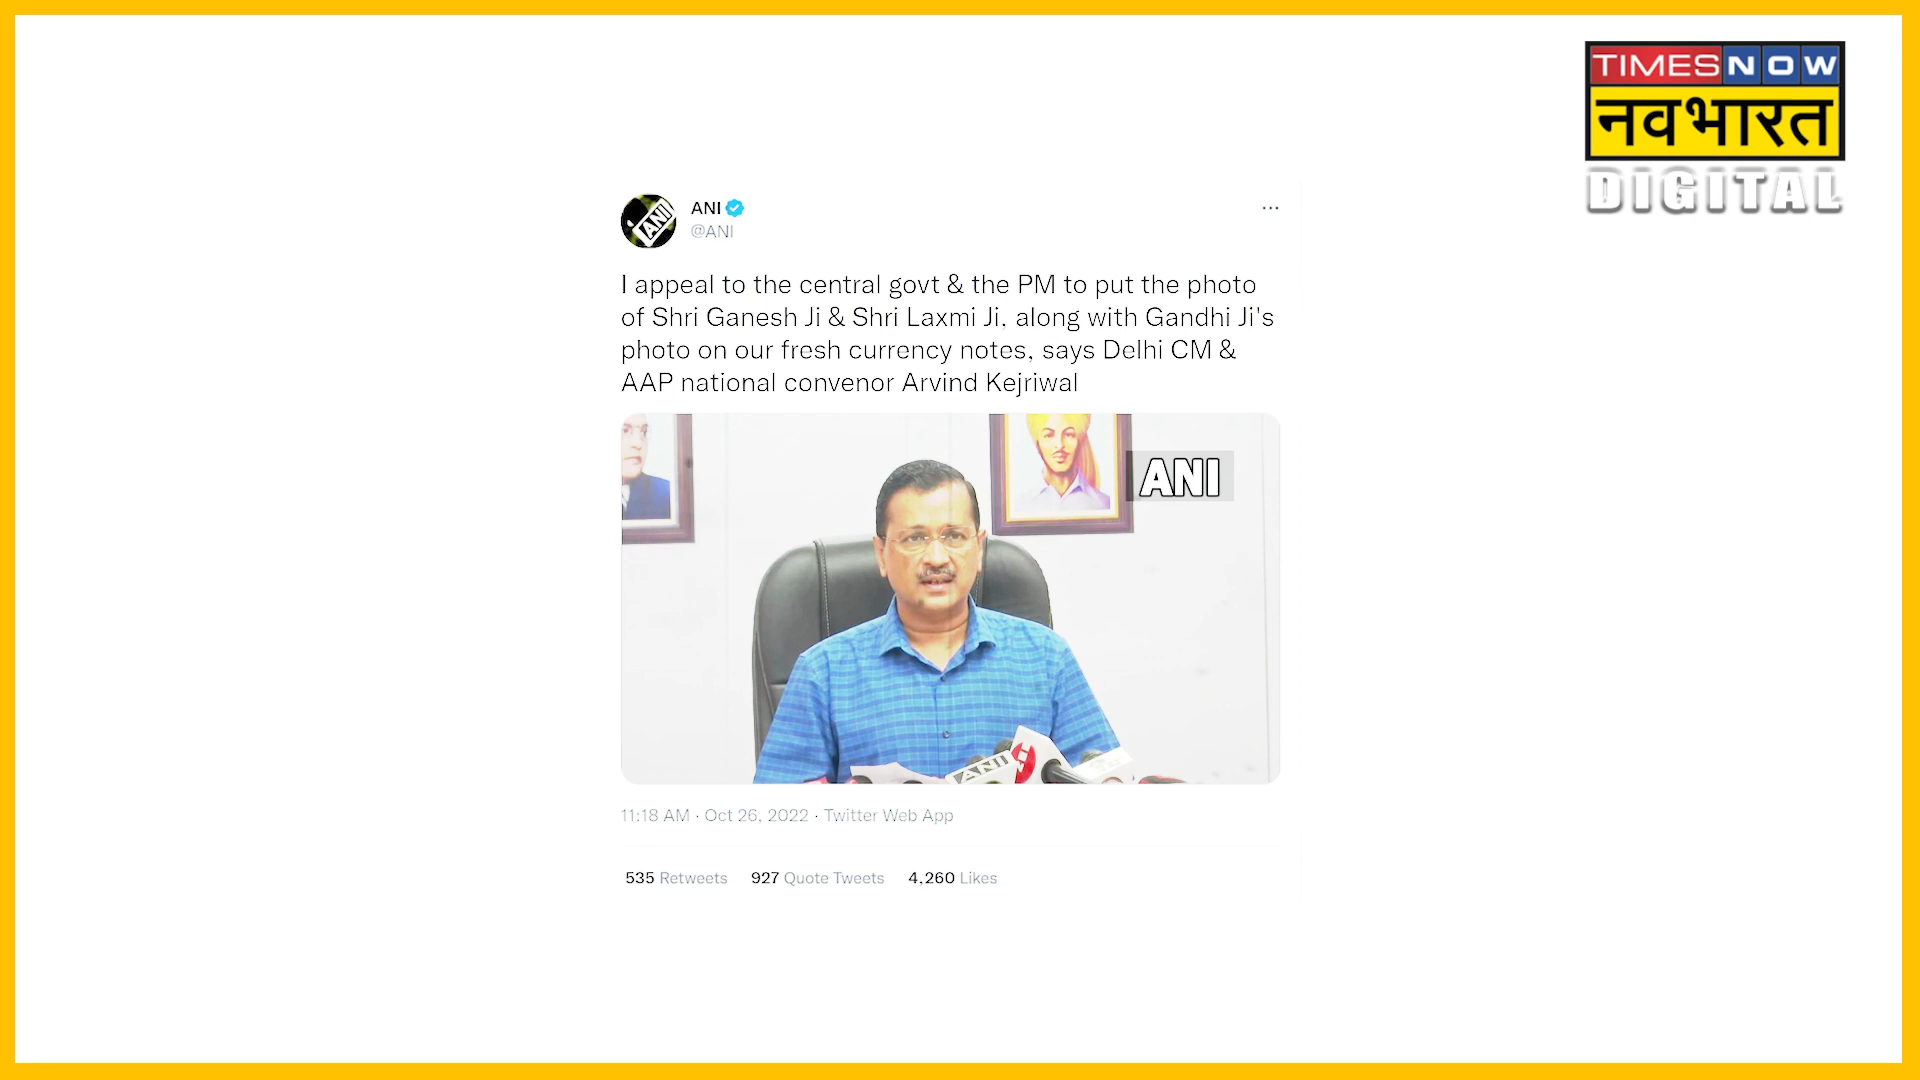 TIMES NOW
नवभारत
DIGITAL
ANI
@ANI
I appeal to the central govt & the PM to put the photo
of Shri Ganesh Ji & Shri Laxmi Ji, along with Gandhi Ji's
photo on our fresh currency notes, says Delhi CM &
AAP national convenor Arvind Kejriwal
ANI
ANI
11:18 AM · Oct 26, 2022 · Twitter Web App
535 Retweets 927 Quote Tweets 4,260 Likes